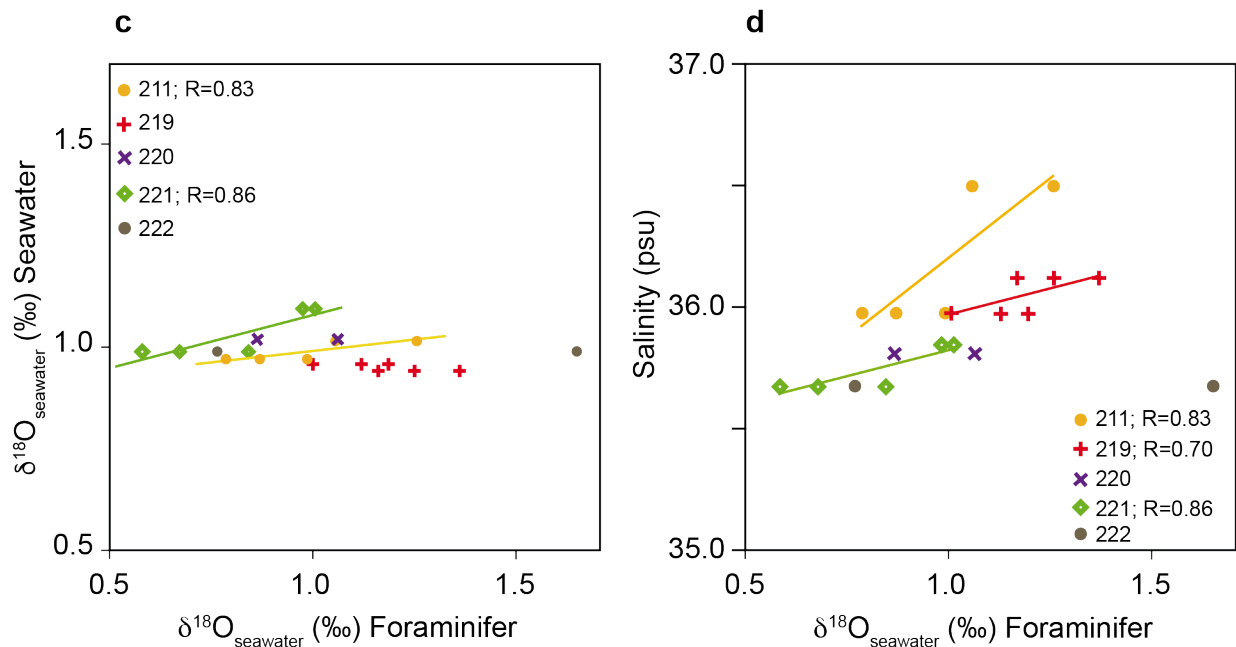 c
1.5
1.0
0.5
0.5
1.0
1.5
δ18Oseawater (‰) Seawater
δ18Oseawater (‰) Foraminifer
211; R=0.83
219
220
221; R=0.86
222
d
37.0
36.0
35.0
0.5
1.0
1.5
Salinity (psu)
δ18Oseawater (‰) Foraminifer
211; R=0.83
219; R=0.70
220
221; R=0.86
222